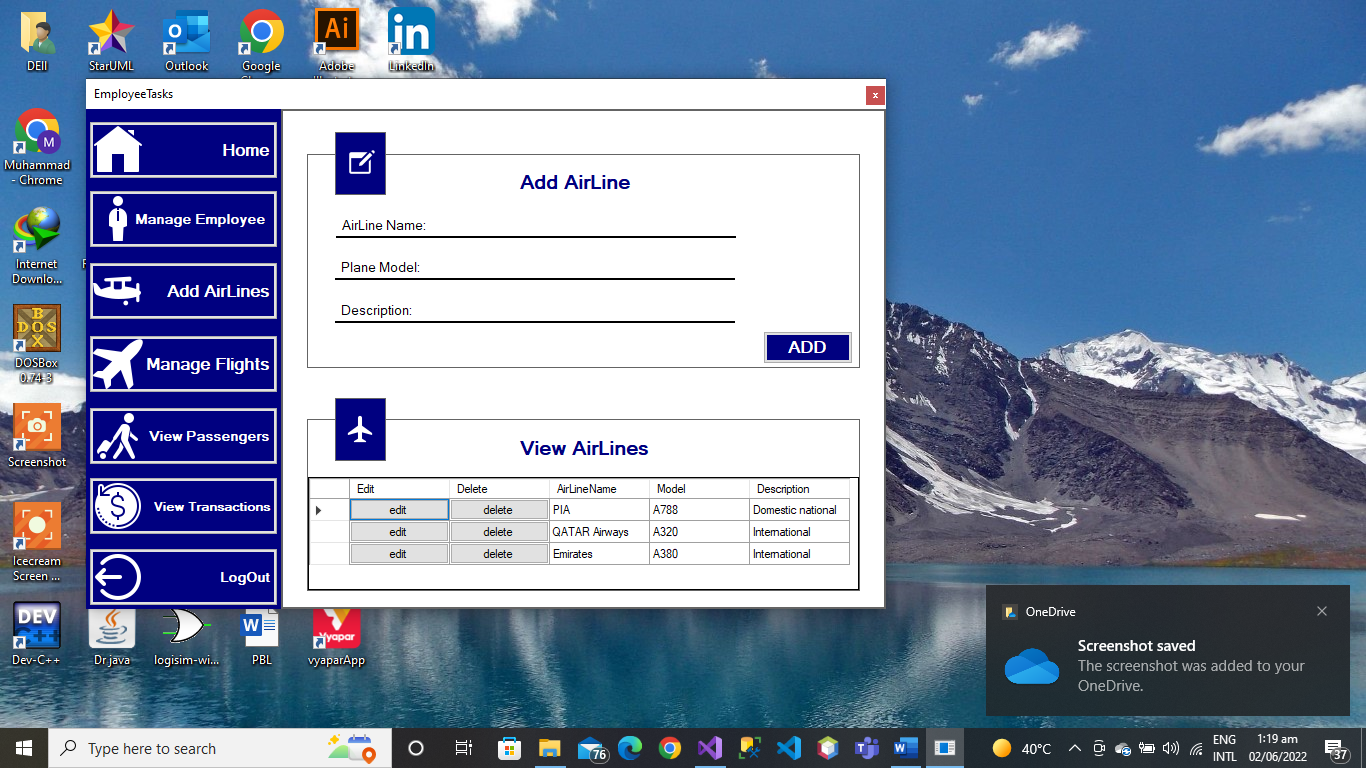 DEll
StarUML
Outlook
Google
Adobe
LinkedIn
Ai
EmployeeTasks
x
Muhammad
- Chrome
M
Internet
Downlo...
DOSBox
0.74-3
Screenshot
Icecream
Screen ...
DEV
C++
Dev-C++
Home
Manage Employee
Add AirLines
Manage Flights
View Passengers
View Transactions
LogOut
Add AirLine
AirLine Name:
Plane Model:
Description:
ADD
View AirLines
Edit Delete AirLineName Model Description
edit delete PIA A788 Domestic national
edit delete QATAR Airways A320 International
edit delete Emirates A380 International
Java
Dr.java
logisim-wi...
W
PBL
Vyapar
vyaparApp
OneDrive
Screenshot saved
The screenshot was added to your
OneDrive.
Type here to search
76
40°C
ENG
INTL
1:19 am
02/06/2022
37